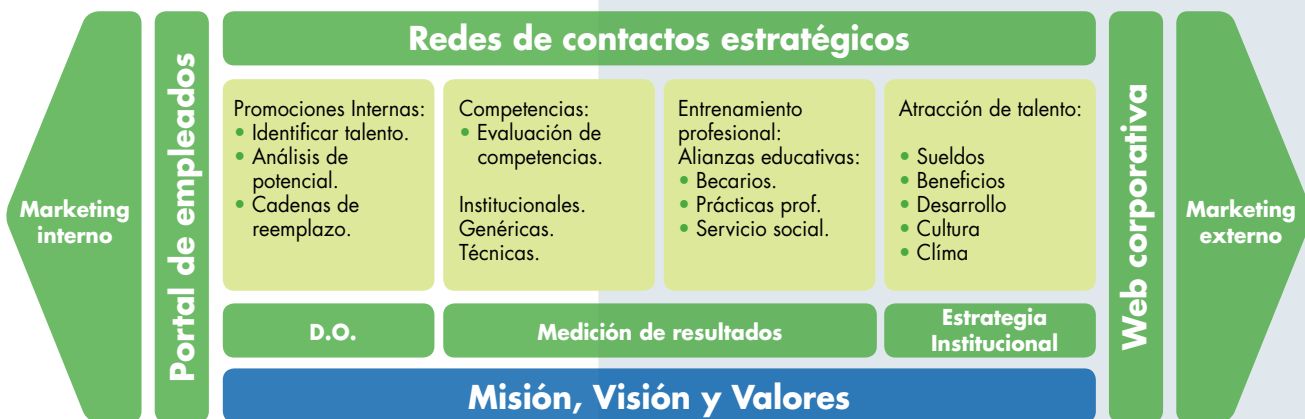 Redes de contactos estratégicos
Marketing
interno
Portal de empleados
Promociones Internas:
• Identificar talento.
• Análisis de
potencial.
• Cadenas de
reemplazo.
Competencias:
• Evaluación de
competencias.
Institucionales.
Genéricas.
Técnicas.
Entrenamiento
profesional:
Alianzas educativas:
• Becarios.
• Prácticas prof.
• Servicio social.
Atracción de talento:
• Sueldos
• Beneficios
• Desarrollo
• Cultura
• Clíma
Web corporativa
Marketing
externo
D.O.
Medición de resultados
Estrategia
Institucional
Misión, Visión y Valores